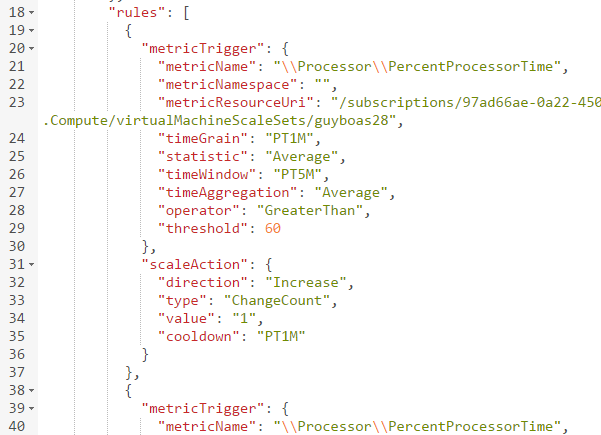 18 "rules": [
19 {
20 "metricTrigger": {
21 "metricName": "\\Processor\\PercentProcessorTime",
22 "metricNamespace": "",
23 "metricResourceUri": "/subscriptions/97ad66ae-0a22-450
.Compute/virtualMachineScaleSets/guyboas28",
24 "timeGrain": "PT1M",
25 "statistic": "Average",
26 "timeWindow": "PT5M",
27 "timeAggregation": "Average",
28 "operator": "GreaterThan",
29 "threshold": 60
30 },
31 "scaleAction": {
32 "direction": "Increase",
33 "type": "ChangeCount",
34 "value": "1",
35 "cooldown": "PT1M"
36 }
37 },
38 {
39 "metricTrigger": {
40 "metricName": "\\Processor\\PercentProcessorTime",